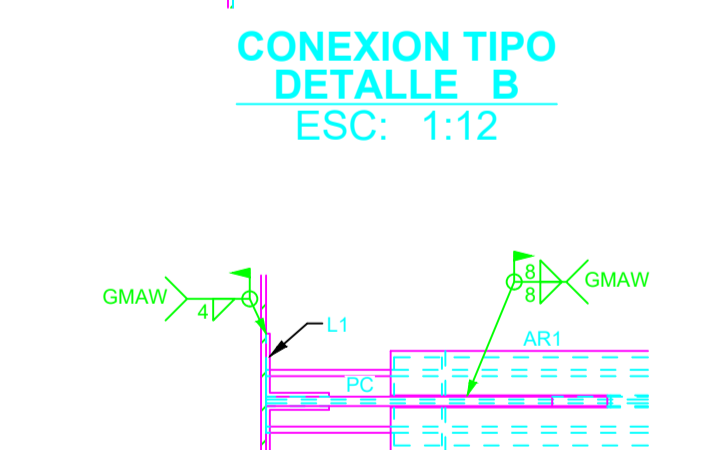 CONEXION TIPO
DETALLE B
ESC: 1:12
GMAW
4
8
8
GMAW
L1
AR1
PC